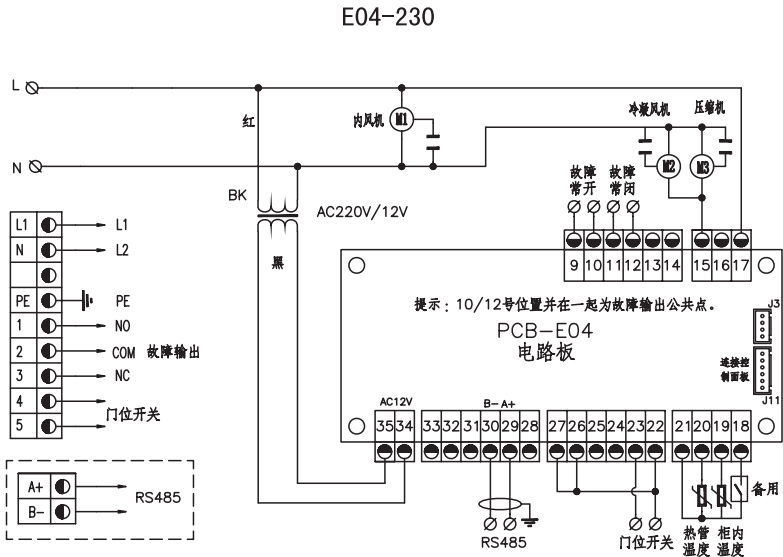 E04-230
L
N
红
BK
AC220V/12V
黑
内风机
M1
冷凝风机
压缩机
M2
M3
故障
常开
故障
常闭
9 10 11 12 13 14
15 16 17
提示：10/12号位置并在一起为故障输出公共点。
PCB-E04
电路板
J3
连接控
制面板
J11
AC12V
B- A+
35 34
33 32 31 30 29 28
27 26 25 24 23 22
21 20 19 18
RS485
门位开关
热管
温度
柜内
温度
备用
L1 L1
N L2
PE PE
1 NO
2 COM 故障输出
3 NC
4
门位开关
5
A+
RS485
B-